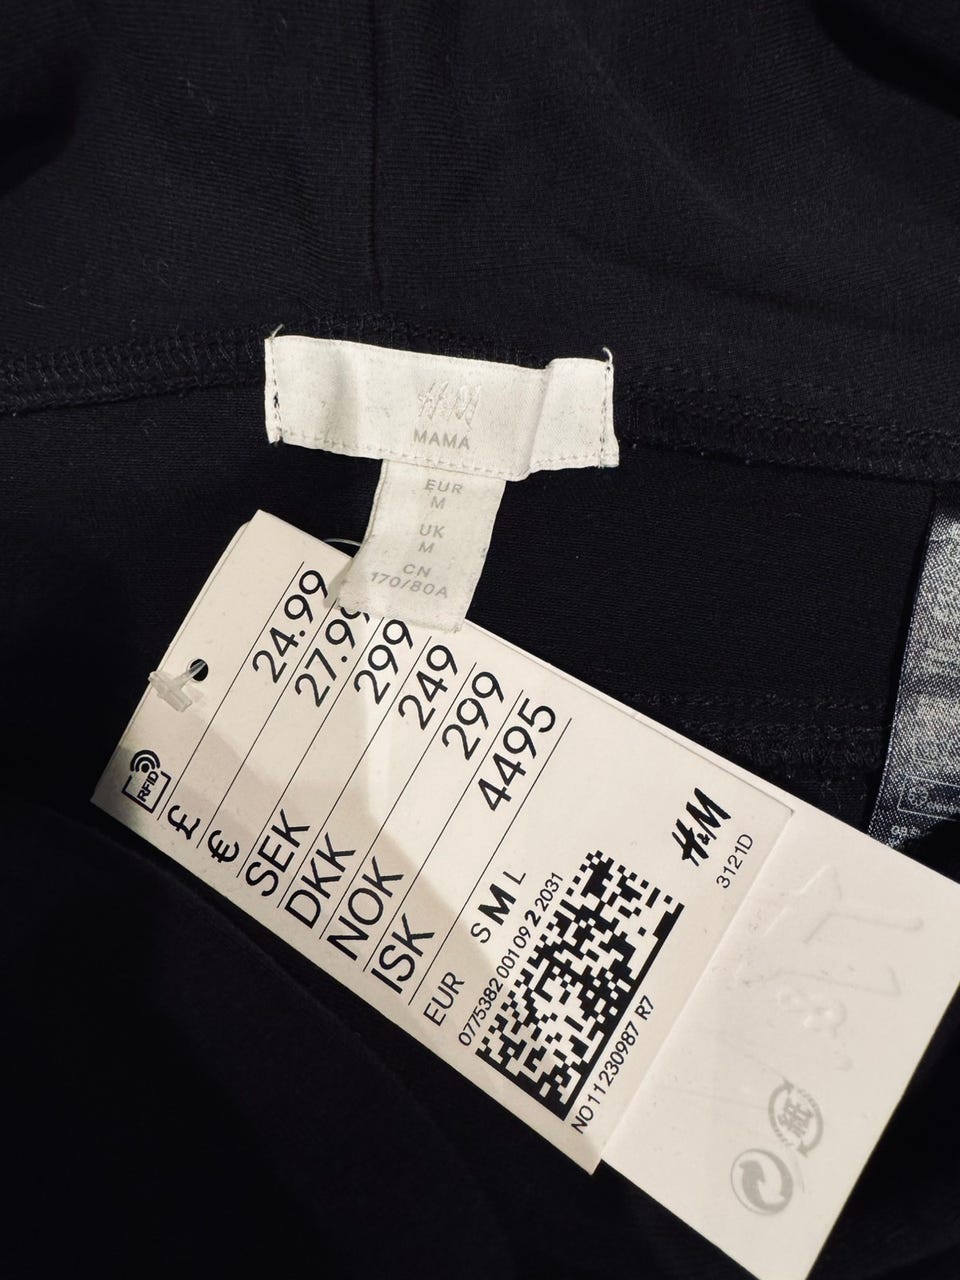 H&M
MAMA
EUR
M
UK
M
CN
170/80A
RFID
£ 24.99
€ 27.99
SEK 299
DKK 249
NOK 299
ISK 4495
EUR S M L
0775382 001 09 2 2031
NO11230987 R7
H&M
3121D
紙